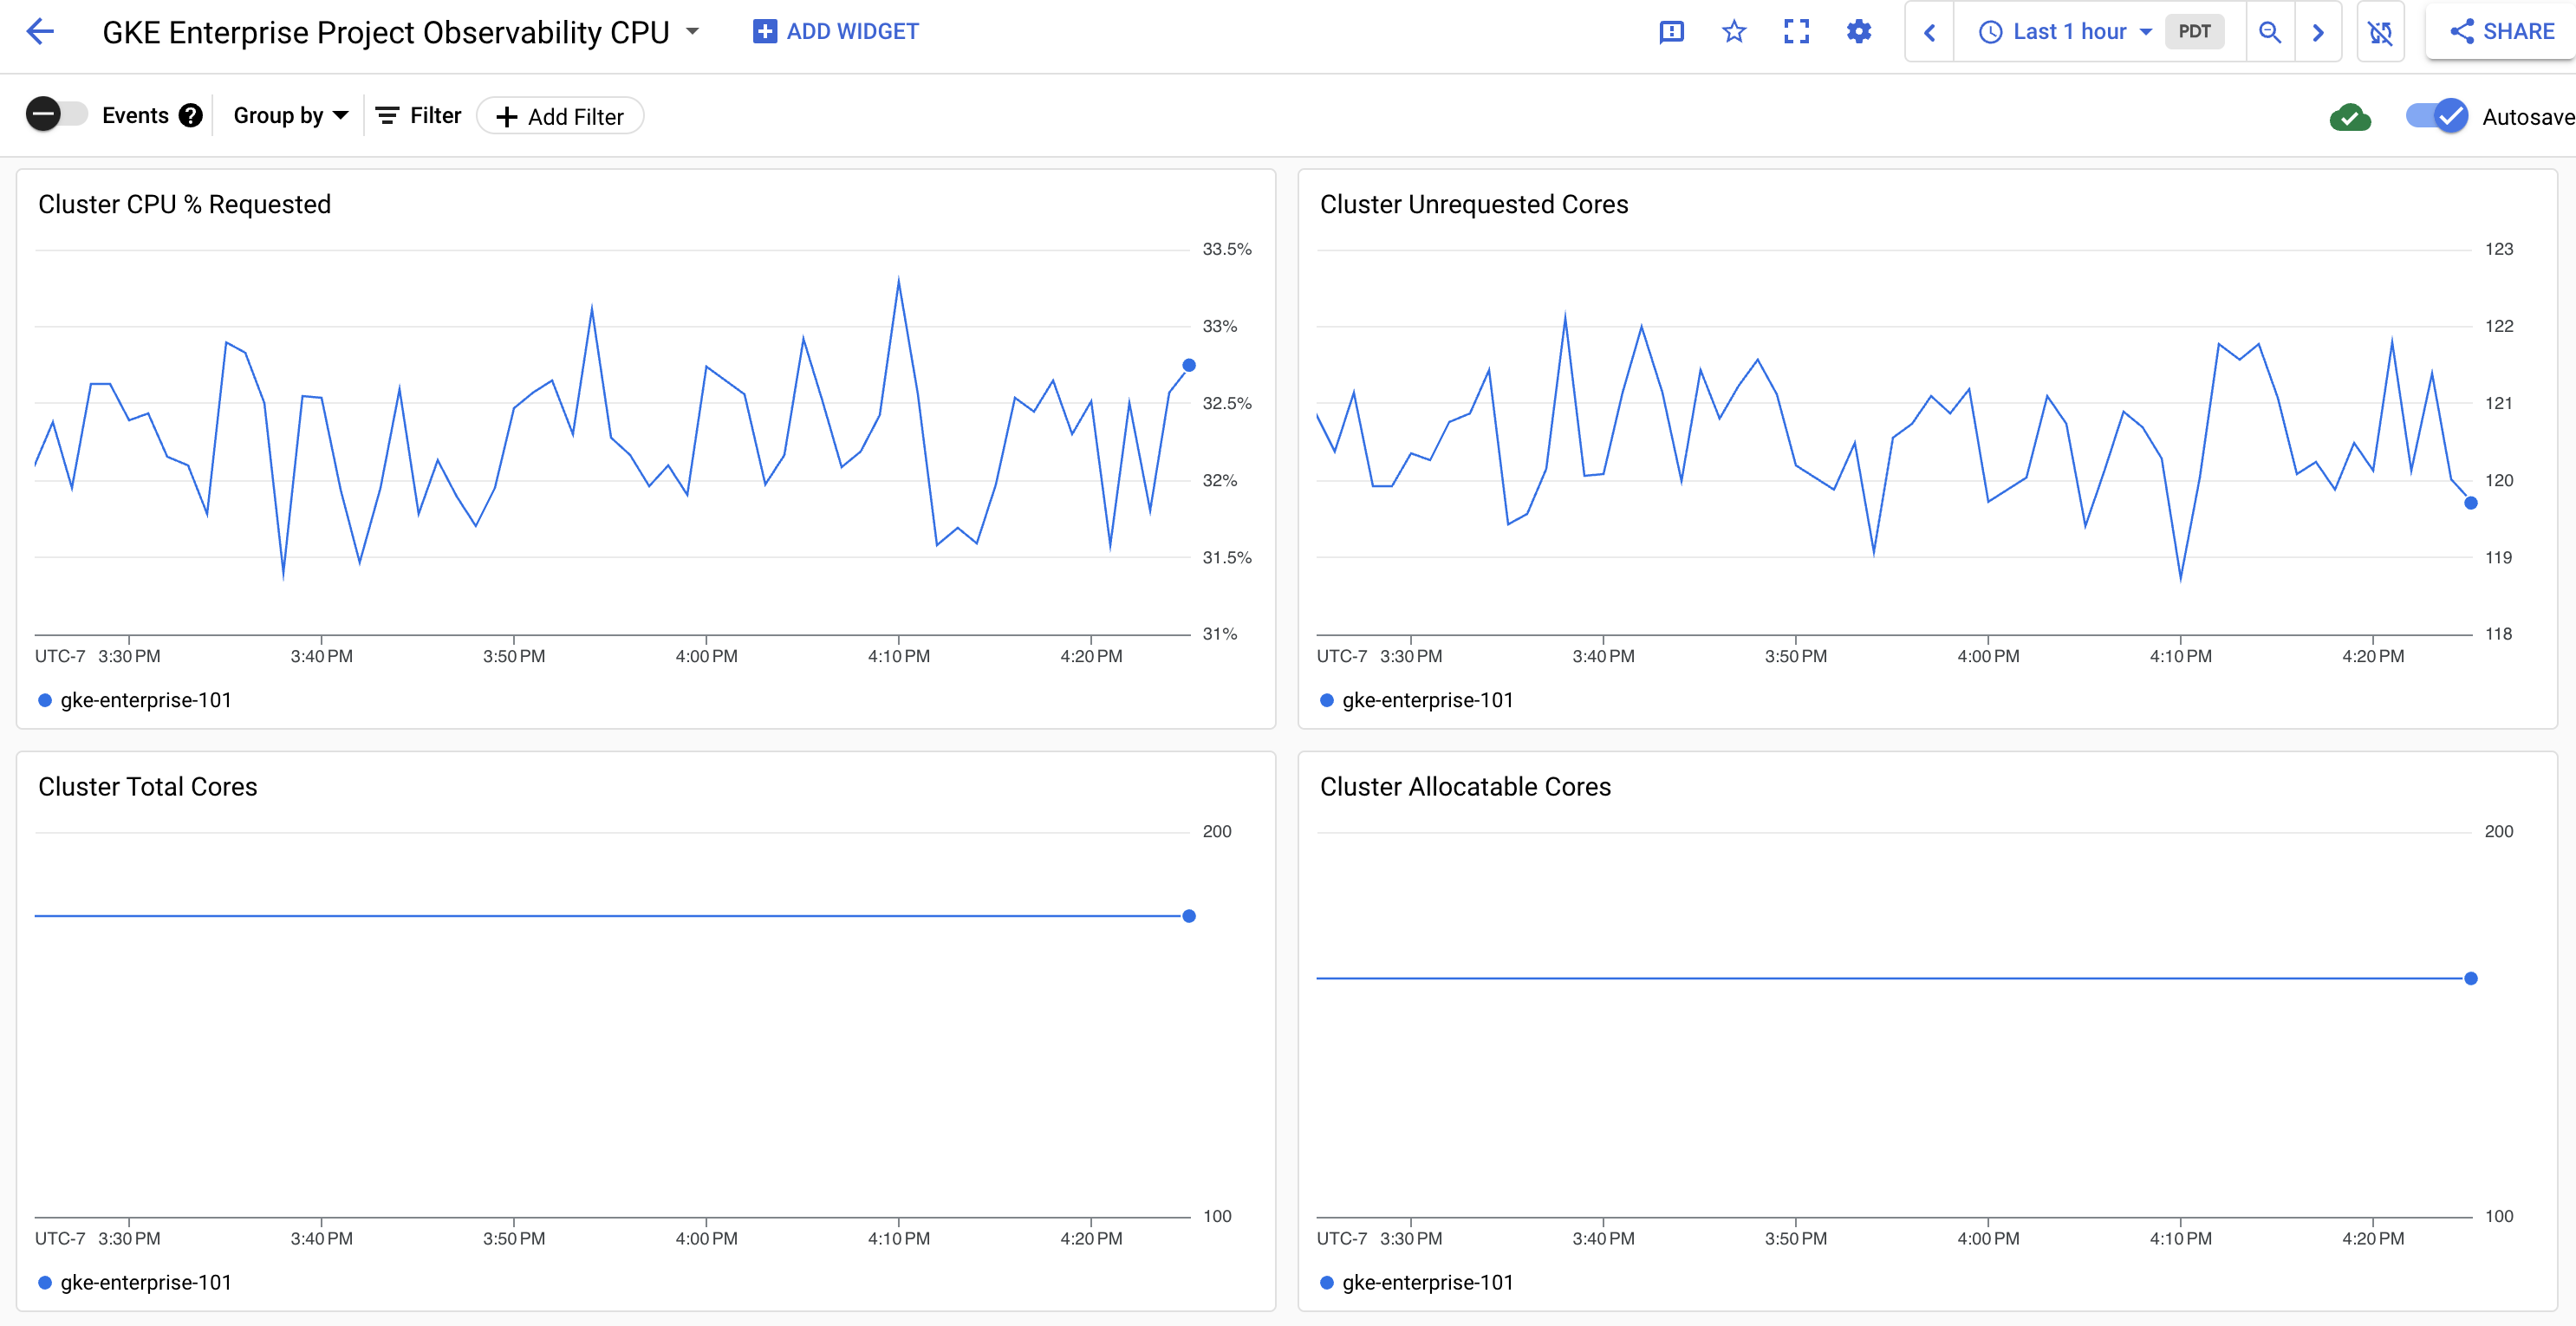 GKE Enterprise Project Observability CPU
ADD WIDGET
Last 1 hour
PDT
SHARE
Events
Group by
Filter
Add Filter
Autosave
Cluster CPU % Requested
33.5%
33%
32.5%
32%
31.5%
31%
UTC-7 3:30 PM 3:40 PM 3:50 PM 4:00 PM 4:10 PM 4:20 PM
gke-enterprise-101
Cluster Unrequested Cores
123
122
121
120
119
118
UTC-7 3:30 PM 3:40 PM 3:50 PM 4:00 PM 4:10 PM 4:20 PM
gke-enterprise-101
Cluster Total Cores
200
100
UTC-7 3:30 PM 3:40 PM 3:50 PM 4:00 PM 4:10 PM 4:20 PM
gke-enterprise-101
Cluster Allocatable Cores
200
100
UTC-7 3:30 PM 3:40 PM 3:50 PM 4:00 PM 4:10 PM 4:20 PM
gke-enterprise-101